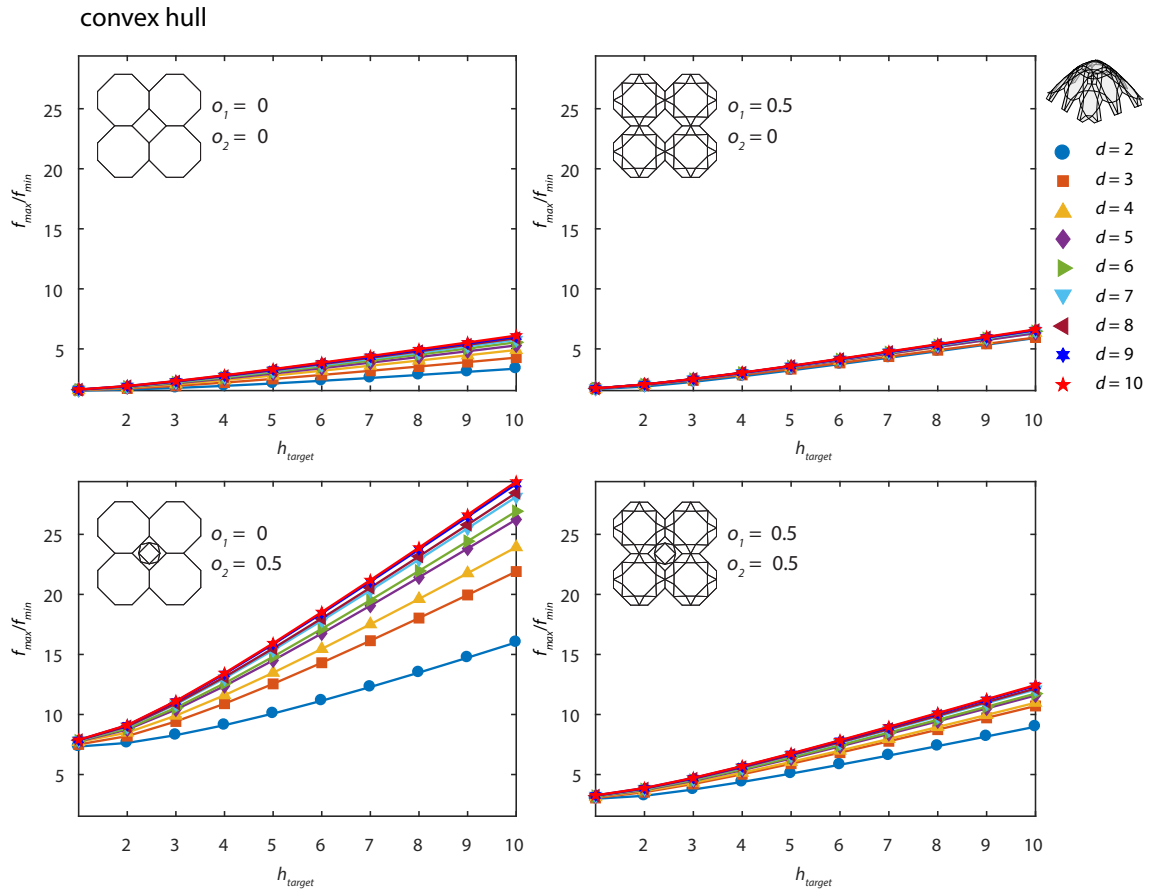 convex hull
25
20
15
10
5
f_max/f_min
o_1 = 0
o_2 = 0
2 3 4 5 6 7 8 9 10
h_target
25
20
15
10
5
f_max/f_min
o_1 = 0.5
o_2 = 0
2 3 4 5 6 7 8 9 10
h_target
d = 2
d = 3
d = 4
d = 5
d = 6
d = 7
d = 8
d = 9
d = 10
25
20
15
10
5
f_max/f_min
o_1 = 0
o_2 = 0.5
2 3 4 5 6 7 8 9 10
h_target
25
20
15
10
5
f_max/f_min
o_1 = 0.5
o_2 = 0.5
2 3 4 5 6 7 8 9 10
h_target